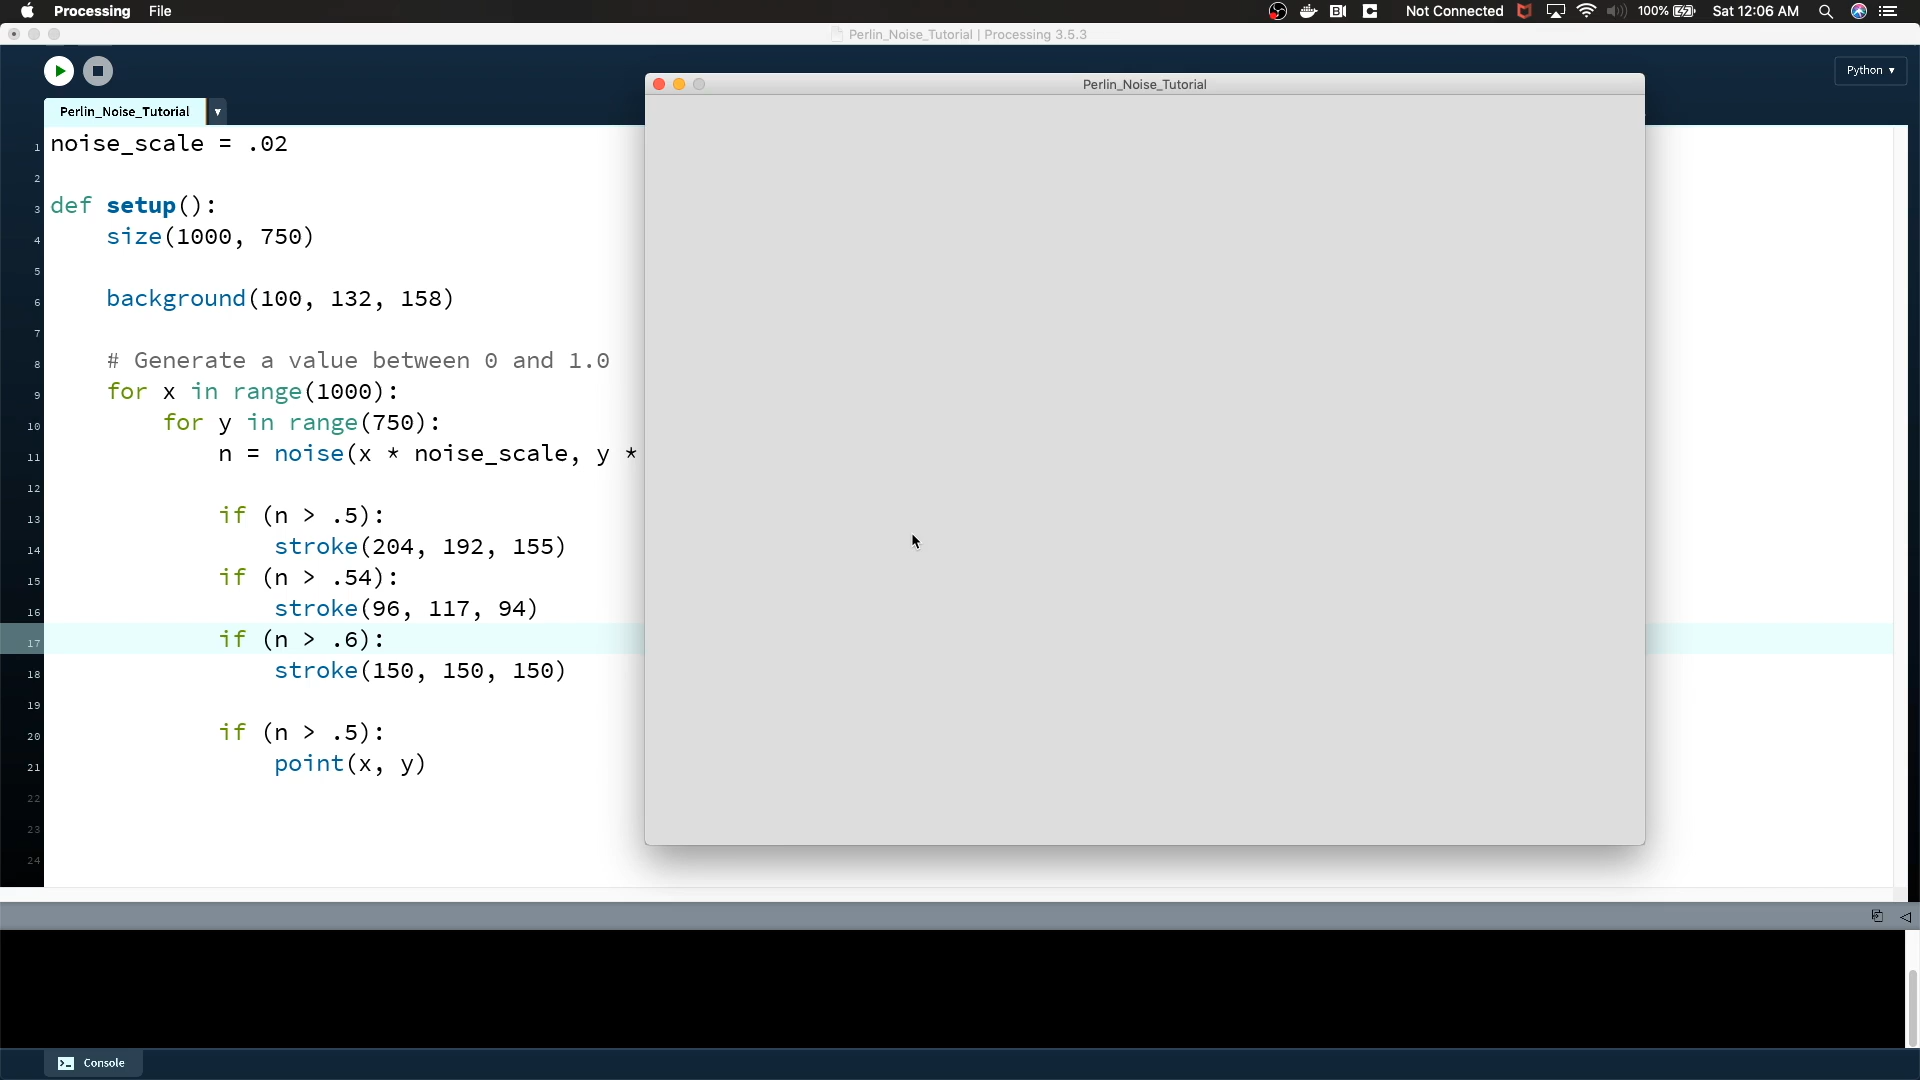 Processing File
Not Connected 100% Sat 12:06 AM
Perlin_Noise_Tutorial | Processing 3.5.3
Python
Perlin_Noise_Tutorial
Perlin_Noise_Tutorial
1 noise_scale = .02
2
3 def setup():
4 size(1000, 750)
5
6 background(100, 132, 158)
7
8 # Generate a value between 0 and 1.0
9 for x in range(1000):
10 for y in range(750):
11 n = noise(x * noise_scale, y *
12
13 if (n > .5):
14 stroke(204, 192, 155)
15 if (n > .54):
16 stroke(96, 117, 94)
17 if (n > .6):
18 stroke(150, 150, 150)
19
20 if (n > .5):
21 point(x, y)
22
23
24
Console